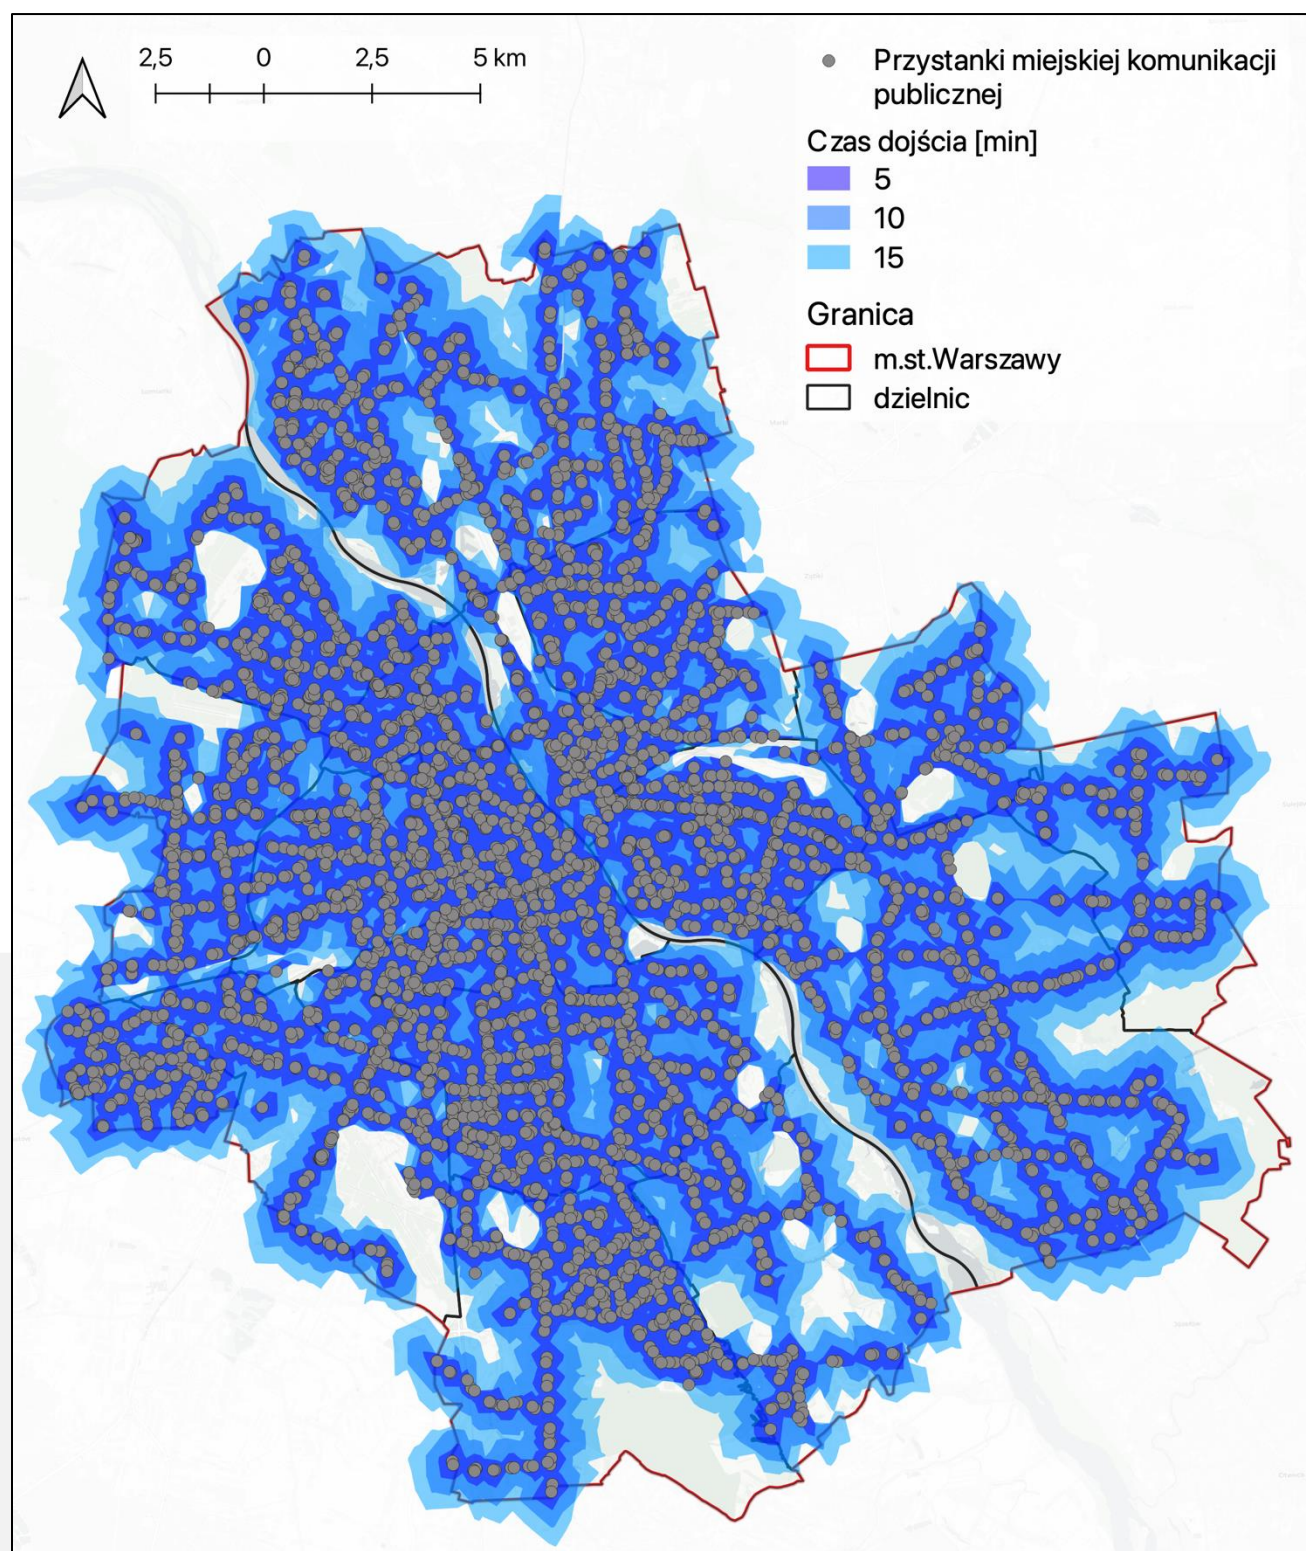 2,5 0 2,5 5 km
Przystanki miejskiej komunikacji
publicznej
Czas dojścia [min]
5
10
15
Granica
m.st.Warszawy
dzielnic